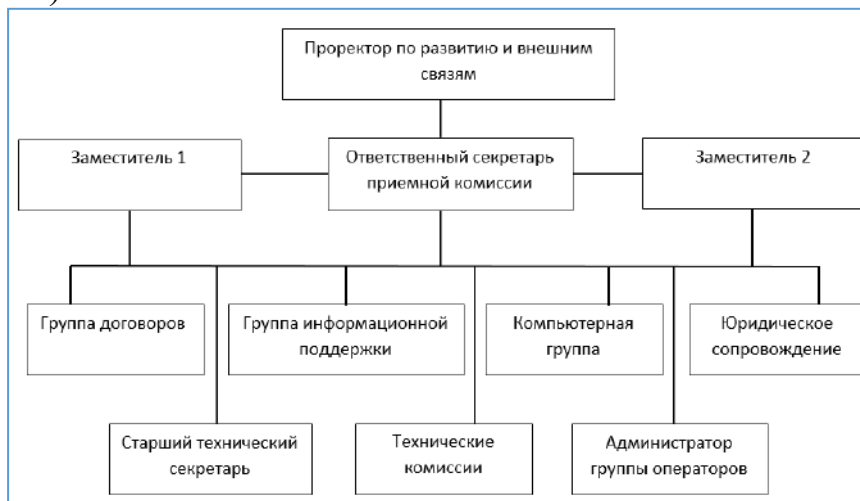 Проректор по развитию и внешним
связям
Заместитель 1
Ответственный секретарь
приемной комиссии
Заместитель 2
Группа договоров
Группа информационной
поддержки
Компьютерная
группа
Юридическое
сопровождение
Старший технический
секретарь
Технические
комиссии
Администратор
группы операторов